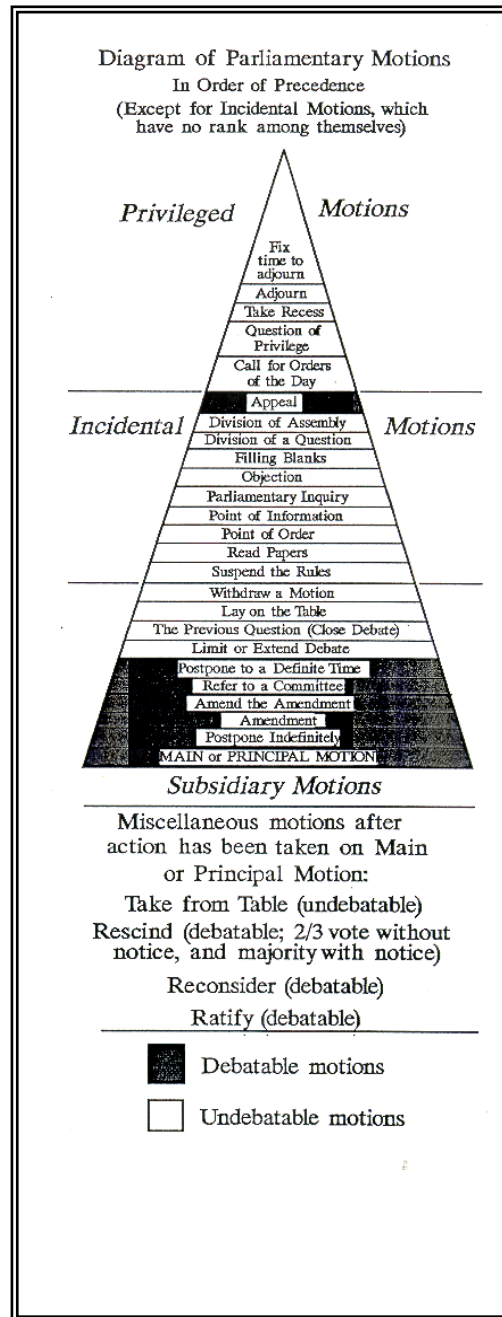 Diagram of Parliamentary Motions
In Order of Precedence
(Except for Incidental Motions, which
have no rank among themselves)
Privileged Motions
Fix
time to
adjourn
Adjourn
Take Recess
Question of
Privilege
Call for Orders
of the Day
Appeal
Incidental Motions
Division of Assembly
Division of a Question
Filling Blanks
Objection
Parliamentary Inquiry
Point of Information
Point of Order
Read Papers
Suspend the Rules
Withdraw a Motion
Lay on the Table
The Previous Question (Close Debate)
Limit or Extend Debate
Postpone to a Definite Time
Refer to a Committee
Amend the Amendment
Amendment
Postpone Indefinitely
MAIN or PRINCIPAL MOTION
Subsidiary Motions
Miscellaneous motions after
action has been taken on Main
or Principal Motion:
Take from Table (undebatable)
Rescind (debatable; 2/3 vote without
notice, and majority with notice)
Reconsider (debatable)
Ratify (debatable)
Debatable motions
Undebatable motions